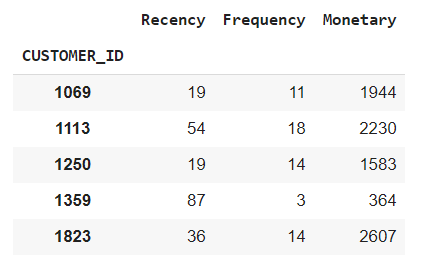 Recency Frequency Monetary
CUSTOMER_ID
1069 19 11 1944
1113 54 18 2230
1250 19 14 1583
1359 87 3 364
1823 36 14 2607